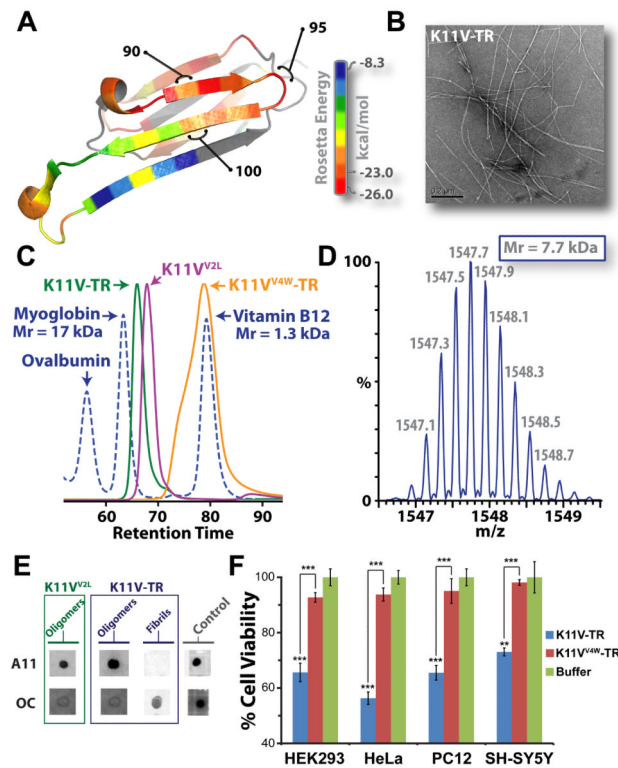 A
90
95
100
Rosetta Energy
kcal/mol
-8.3
-23.0
-26.0
B
K11V-TR
0.2 µm
C
K11V-TR
K11V^V2L
K11V^V4W-TR
Myoglobin
Mr = 17 kDa
Vitamin B12
Mr = 1.3 kDa
Ovalbumin
60
70
80
90
Retention Time
D
Mr = 7.7 kDa
100
%
0
1547.1
1547.3
1547.5
1547.7
1547.9
1548.1
1548.3
1548.5
1548.7
1547
1548
1549
m/z
E
K11V^V2L
K11V-TR
Oligomers
Oligomers
Fibrils
Control
A11
OC
F
% Cell Viability
100
90
80
60
40
***
***
***
***
***
***
***
**
K11V-TR
K11V^V4W-TR
Buffer
HEK293
HeLa
PC12
SH-SY5Y